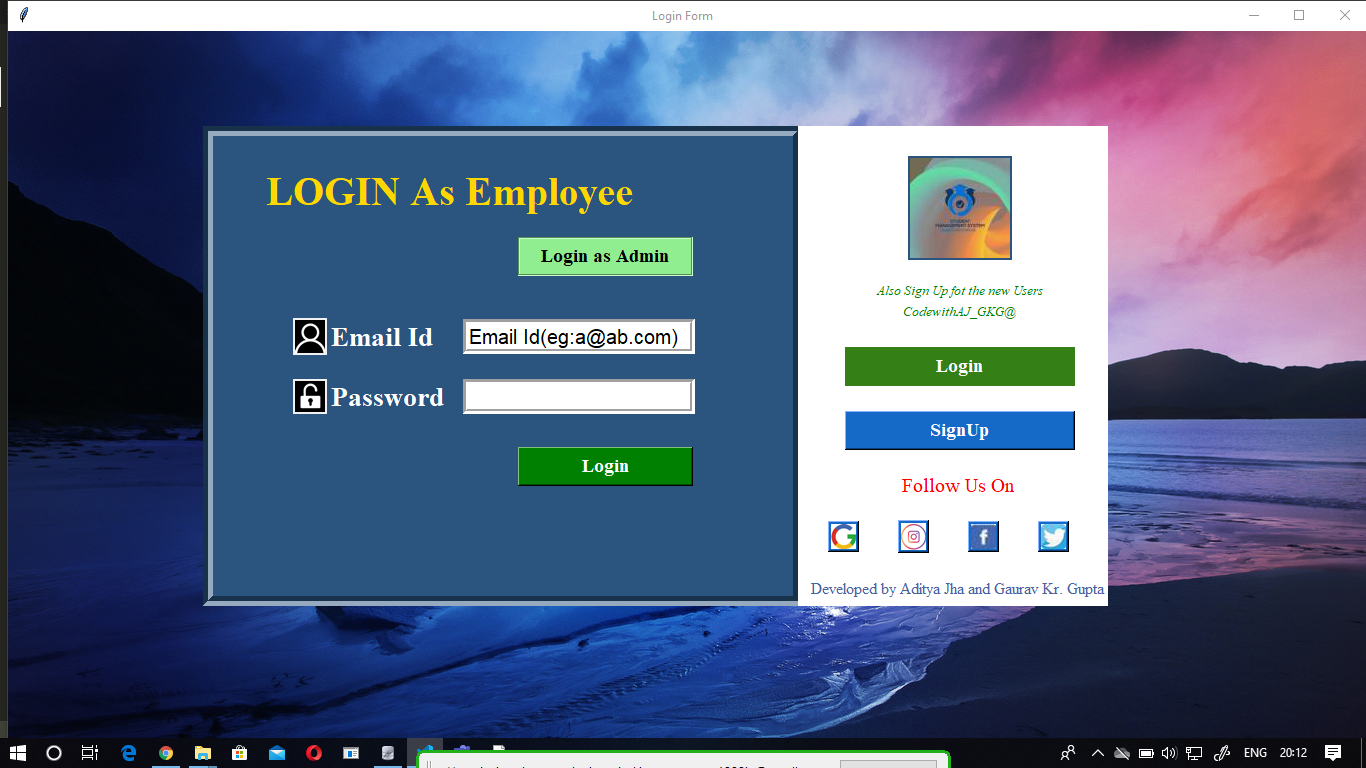 Login Form
LOGIN As Employee
Login as Admin
Email Id
Email Id(eg:a@ab.com)
Password
Login
STUDENT
MANAGEMENT SYSTEM
Also Sign Up fot the new Users
CodewithAJ_GKG@
Login
SignUp
Follow Us On
Developed by Aditya Jha and Gaurav Kr. Gupta
ENG
20:12